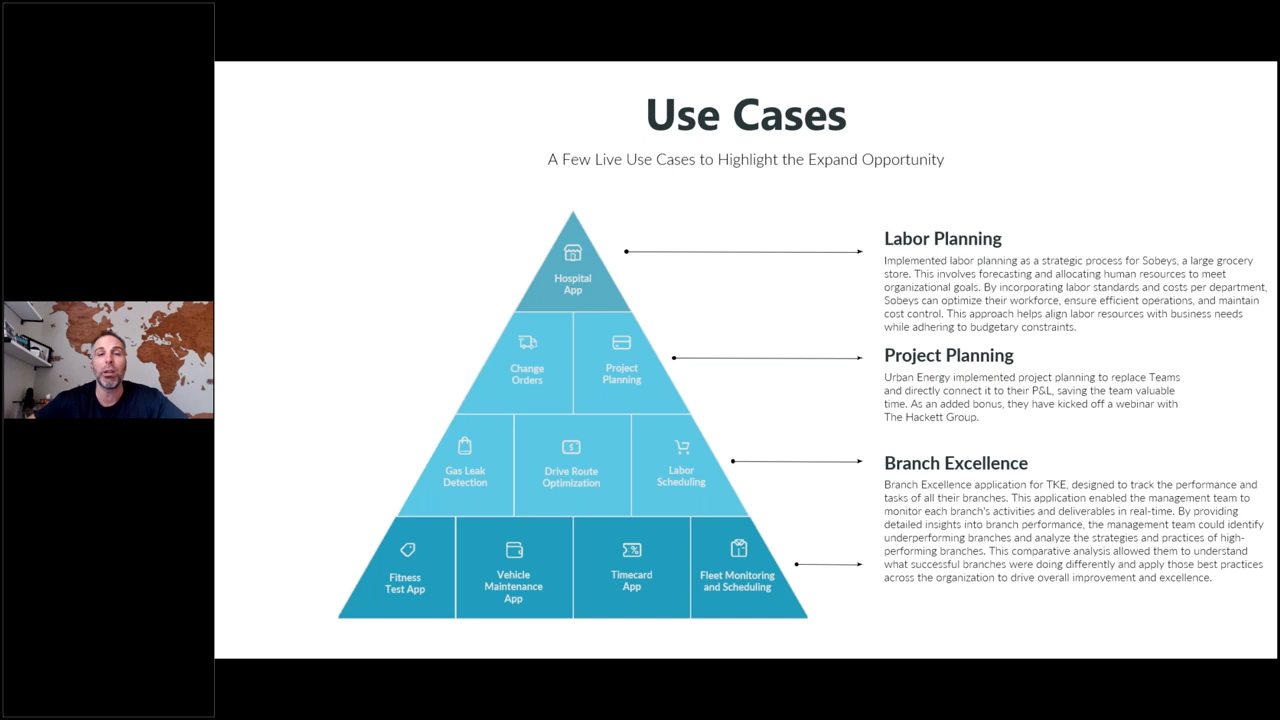 Use Cases
A Few Live Use Cases to Highlight the Expand Opportunity
Hospital
App
Change
Orders
Project
Planning
Gas Leak
Detection
Drive Route
Optimization
Labor
Scheduling
Fitness
Test App
Vehicle
Maintenance
App
Timecard
App
Fleet Monitoring
and Scheduling
Labor Planning
Implemented labor planning as a strategic process for Sobeys, a large grocery
store. This involves forecasting and allocating human resources to meet
organizational goals. By incorporating labor standards and costs per department,
Sobeys can optimize their workforce, ensure efficient operations, and maintain
cost control. This approach helps align labor resources with business needs
while adhering to budgetary constraints.
Project Planning
Urban Energy implemented project planning to replace Teams
and directly connect it to their P&L, saving the team valuable
time. As an added bonus, they have kicked off a webinar with
The Hackett Group.
Branch Excellence
Branch Excellence application for TKE, designed to track the performance and
tasks of all their branches. This application enabled the management team to
monitor each branch's activities and deliverables in real-time. By providing
detailed insights into branch performance, the management team could identify
underperforming branches and analyze the strategies and practices of high-
performing branches. This comparative analysis allowed them to understand
what successful branches were doing differently and apply those best practices
across the organization to drive overall improvement and excellence.